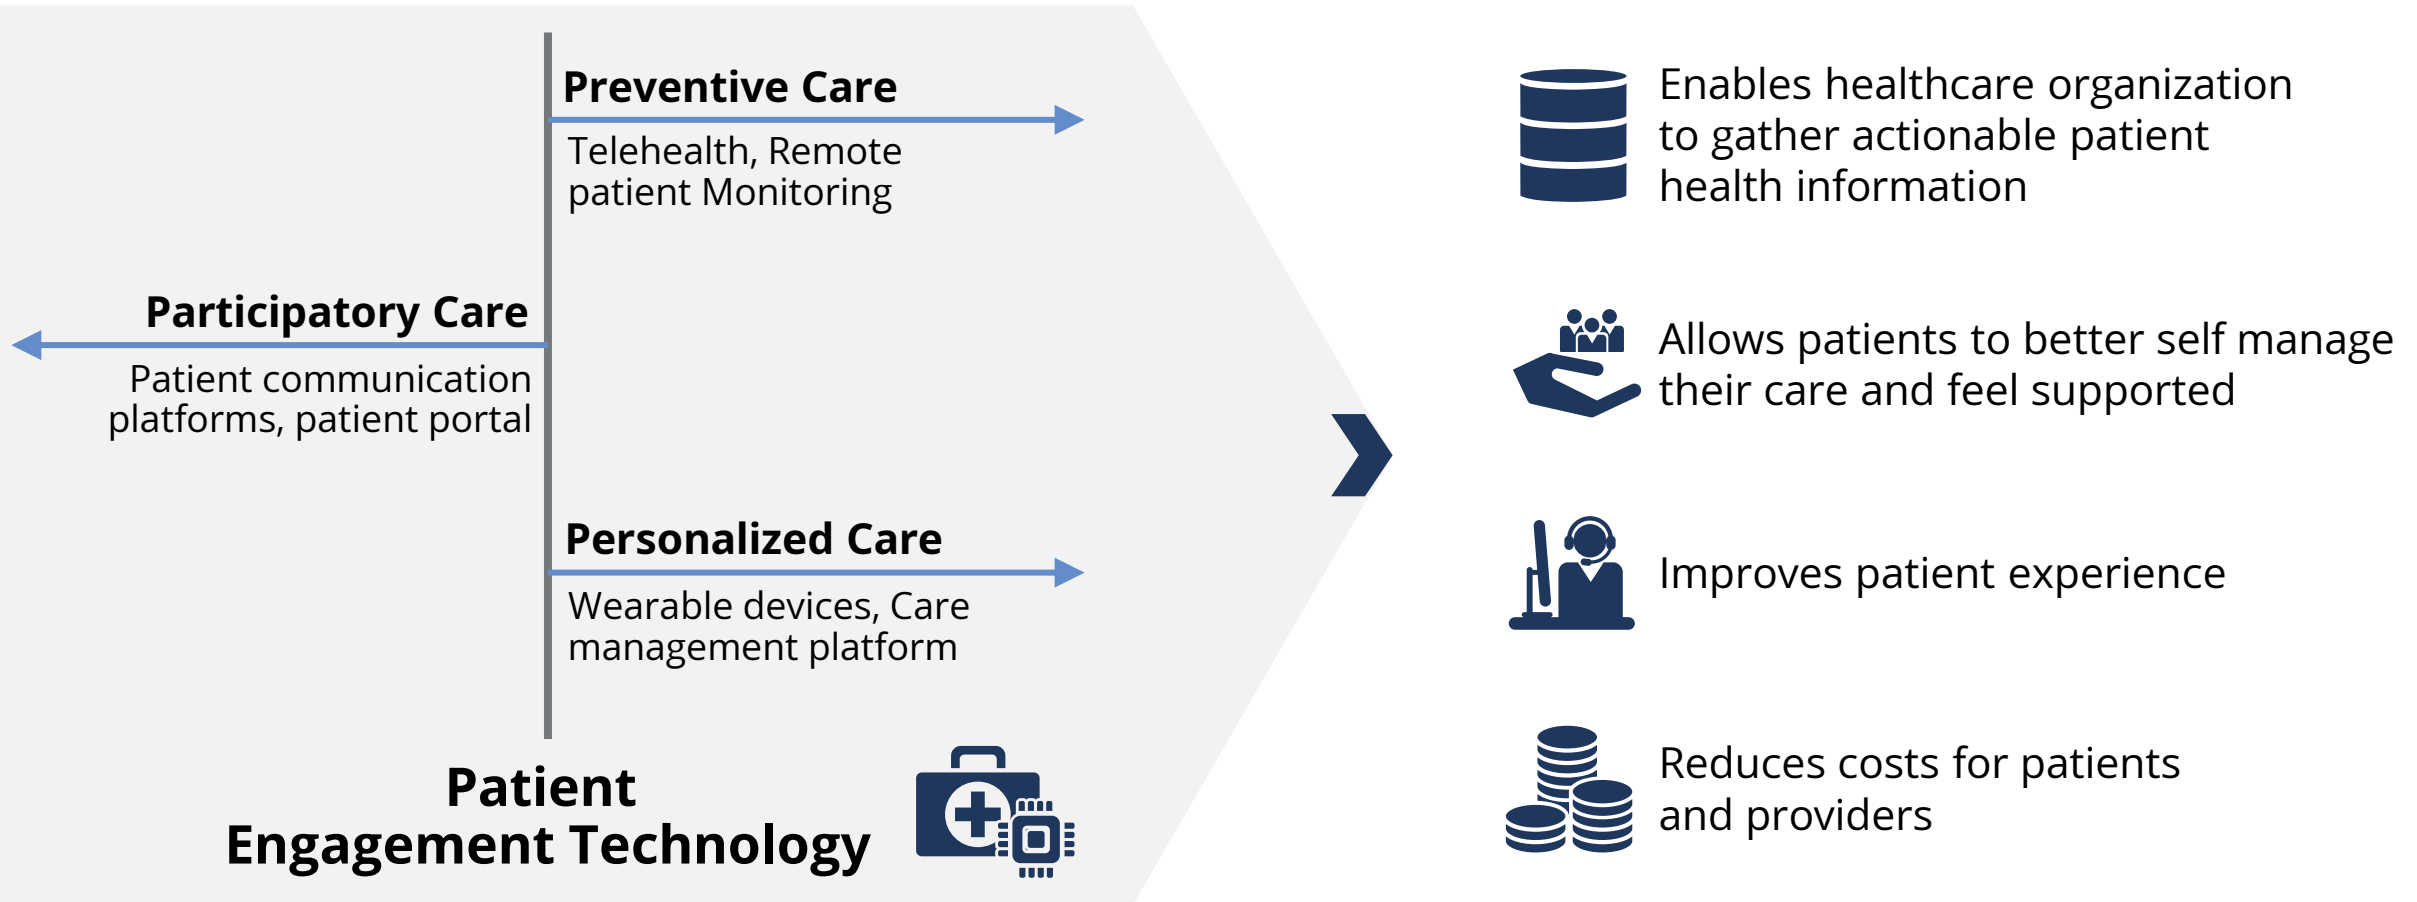 Preventive Care
Telehealth, Remote
patient Monitoring
Participatory Care
Patient communication
platforms, patient portal
Personalized Care
Wearable devices, Care
management platform
Patient
Engagement Technology
Enables healthcare organization
to gather actionable patient
health information
Allows patients to better self manage
their care and feel supported
Improves patient experience
Reduces costs for patients
and providers